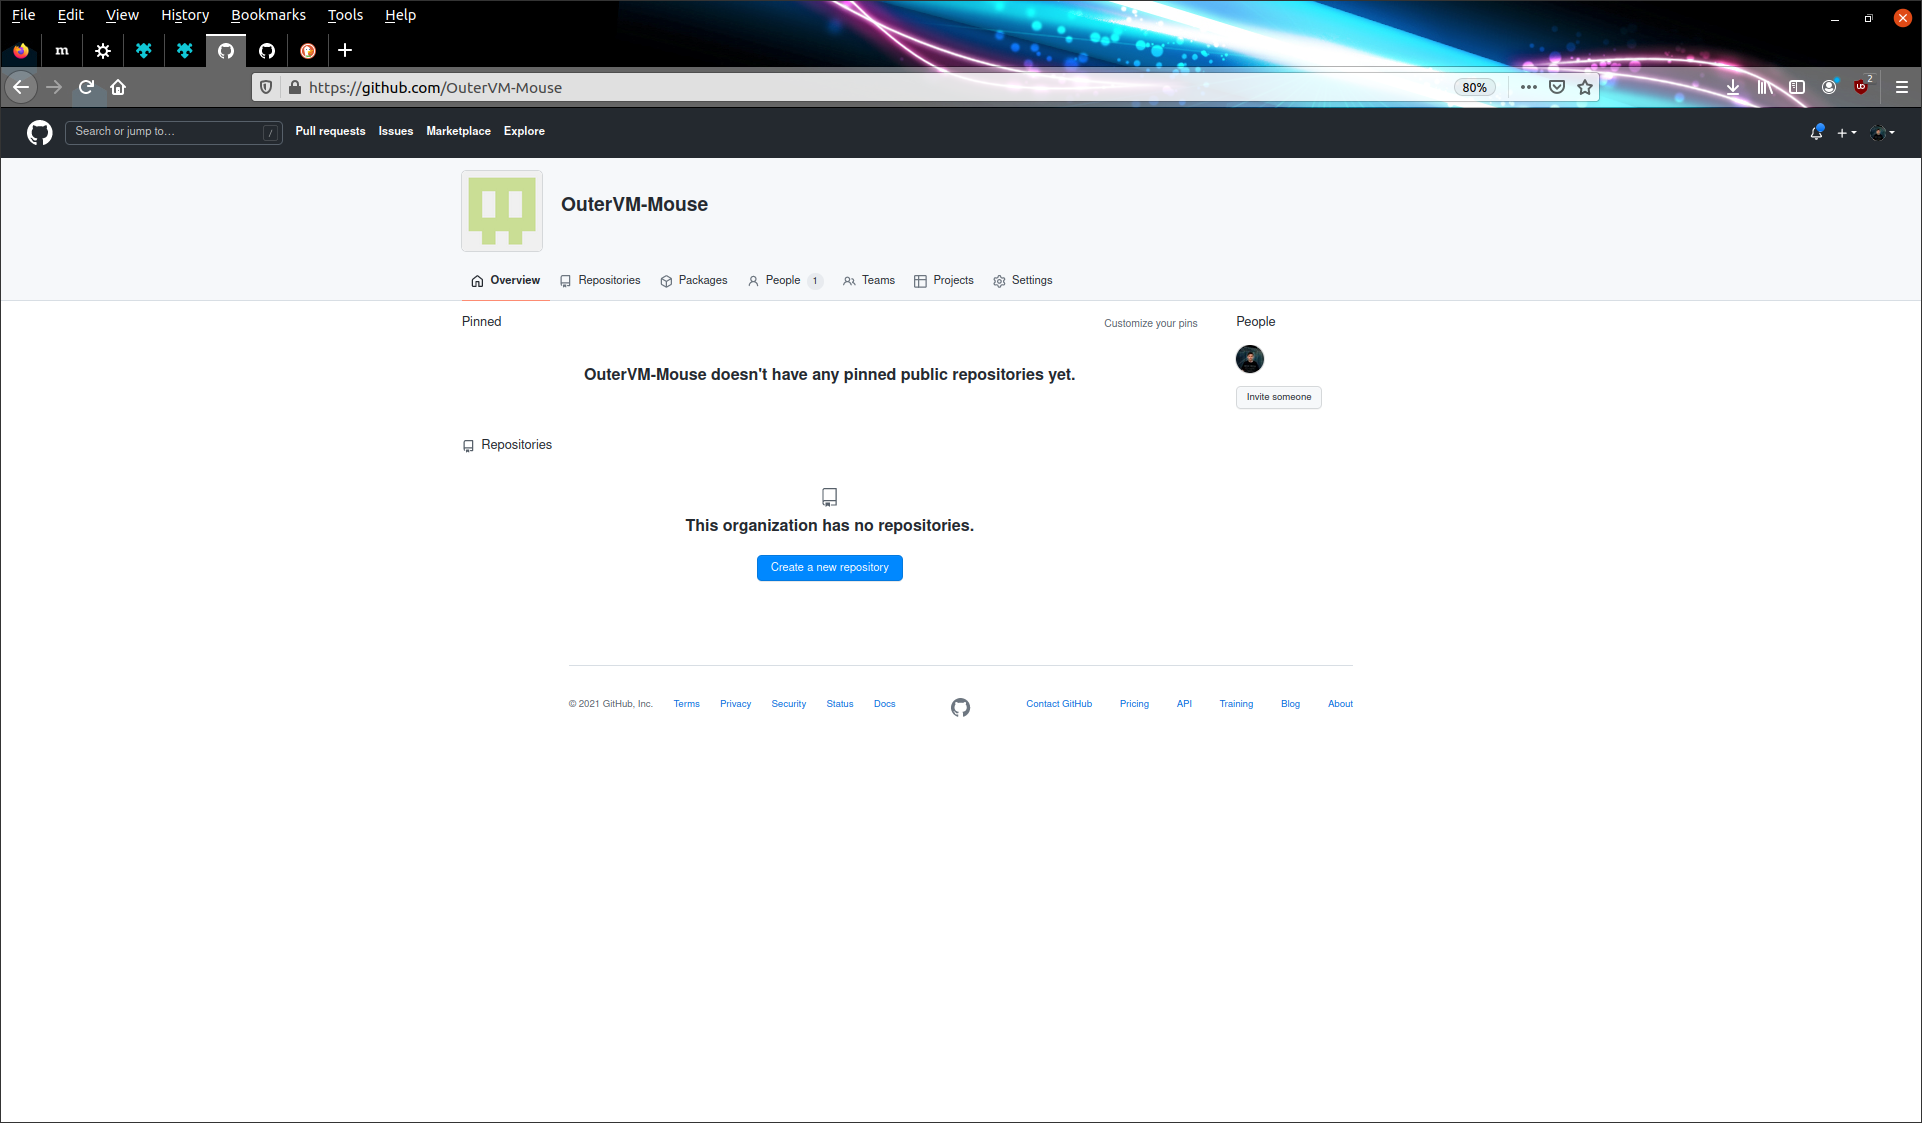 File Edit View History Bookmarks Tools Help
m
https://github.com/OuterVM-Mouse 80% 2
Search or jump to... / Pull requests Issues Marketplace Explore
OuterVM-Mouse
Overview Repositories Packages People 1 Teams Projects Settings
Pinned Customize your pins People
OuterVM-Mouse doesn't have any pinned public repositories yet.
Invite someone
Repositories
This organization has no repositories.
Create a new repository
© 2021 GitHub, Inc. Terms Privacy Security Status Docs Contact GitHub Pricing API Training Blog About